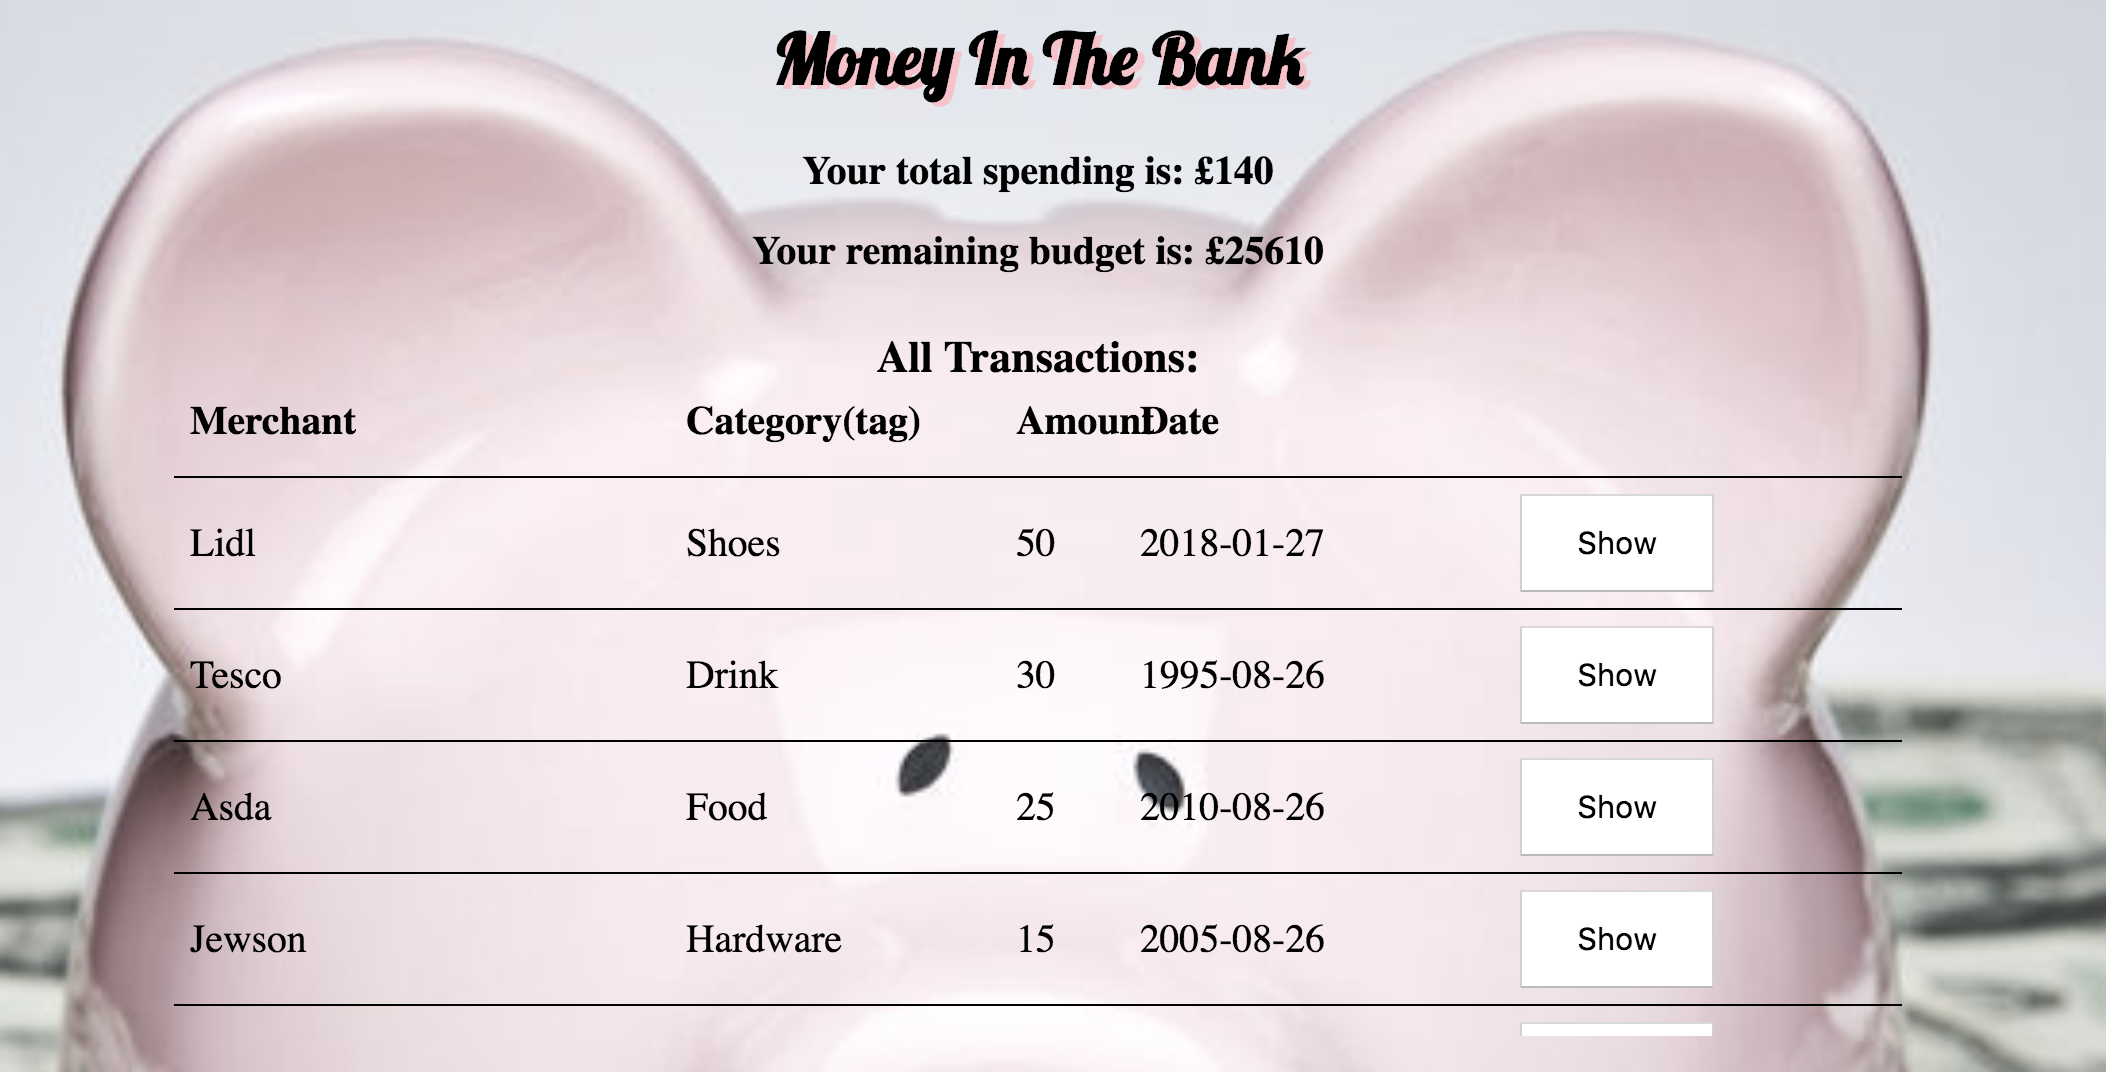 Money In The Bank
Your total spending is: £140
Your remaining budget is: £25610
All Transactions:
Merchant Category(tag) Amount Date
Lidl Shoes 50 2018-01-27 Show
Tesco Drink 30 1995-08-26 Show
Asda Food 25 2010-08-26 Show
Jewson Hardware 15 2005-08-26 Show